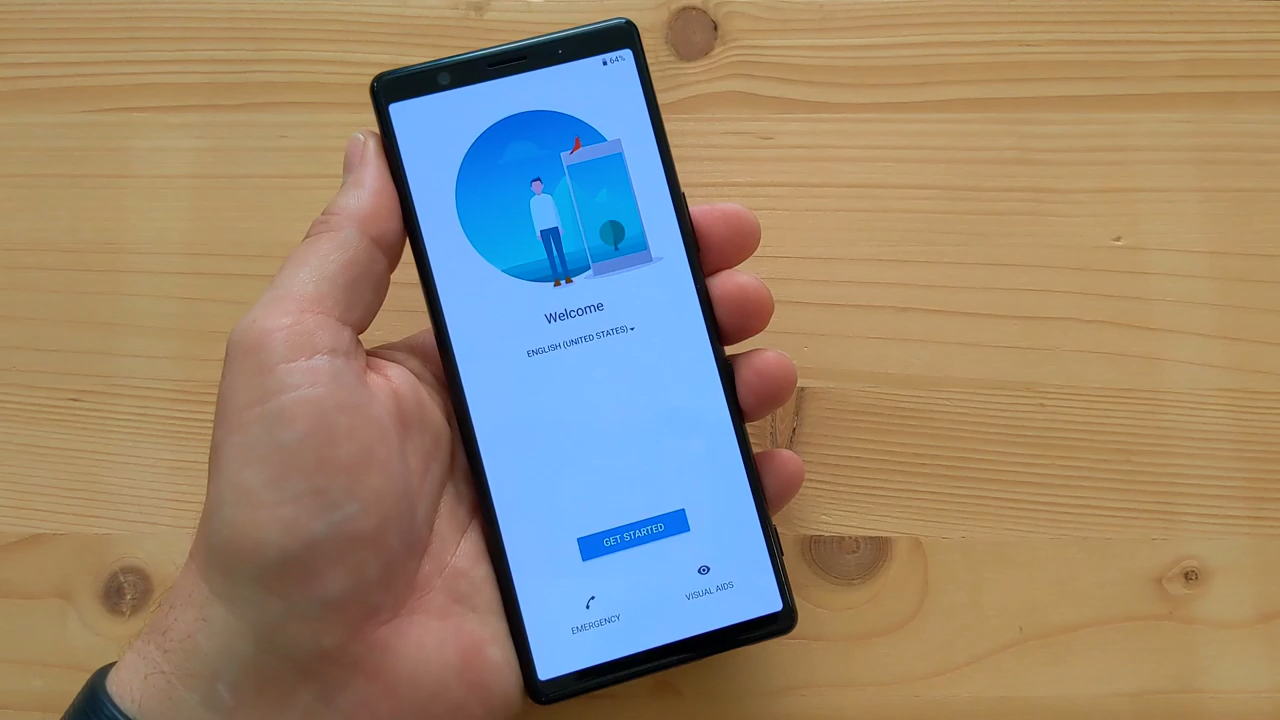 64%
Welcome
ENGLISH (UNITED STATES)
GET STARTED
VISUAL AIDS
EMERGENCY